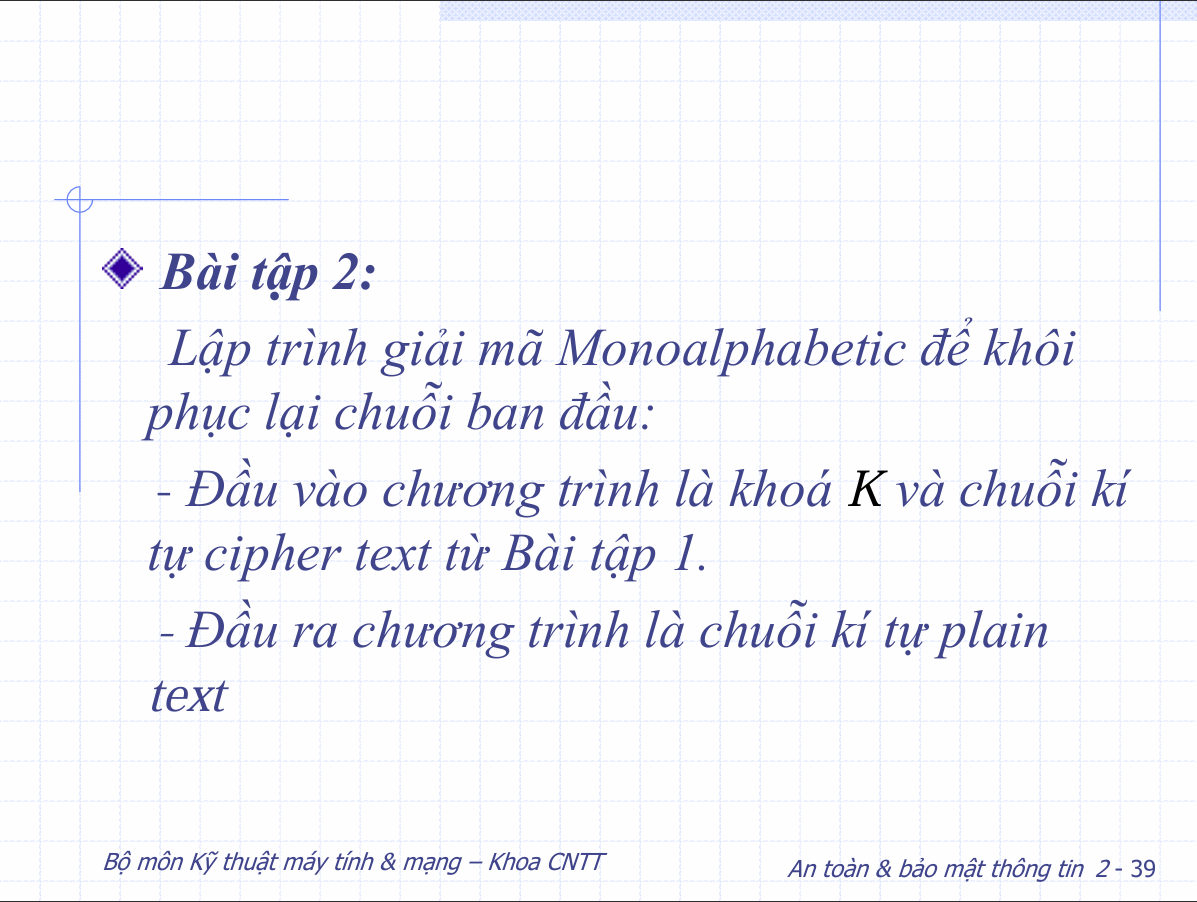 Bài tập 2:
Lập trình giải mã Monoalphabetic để khôi
phục lại chuỗi ban đầu:
- Đầu vào chương trình là khoá K và chuỗi kí
tự cipher text từ Bài tập 1.
- Đầu ra chương trình là chuỗi kí tự plain
text
Bộ môn Kỹ thuật máy tính & mạng – Khoa CNTT
An toàn & bảo mật thông tin 2 - 39